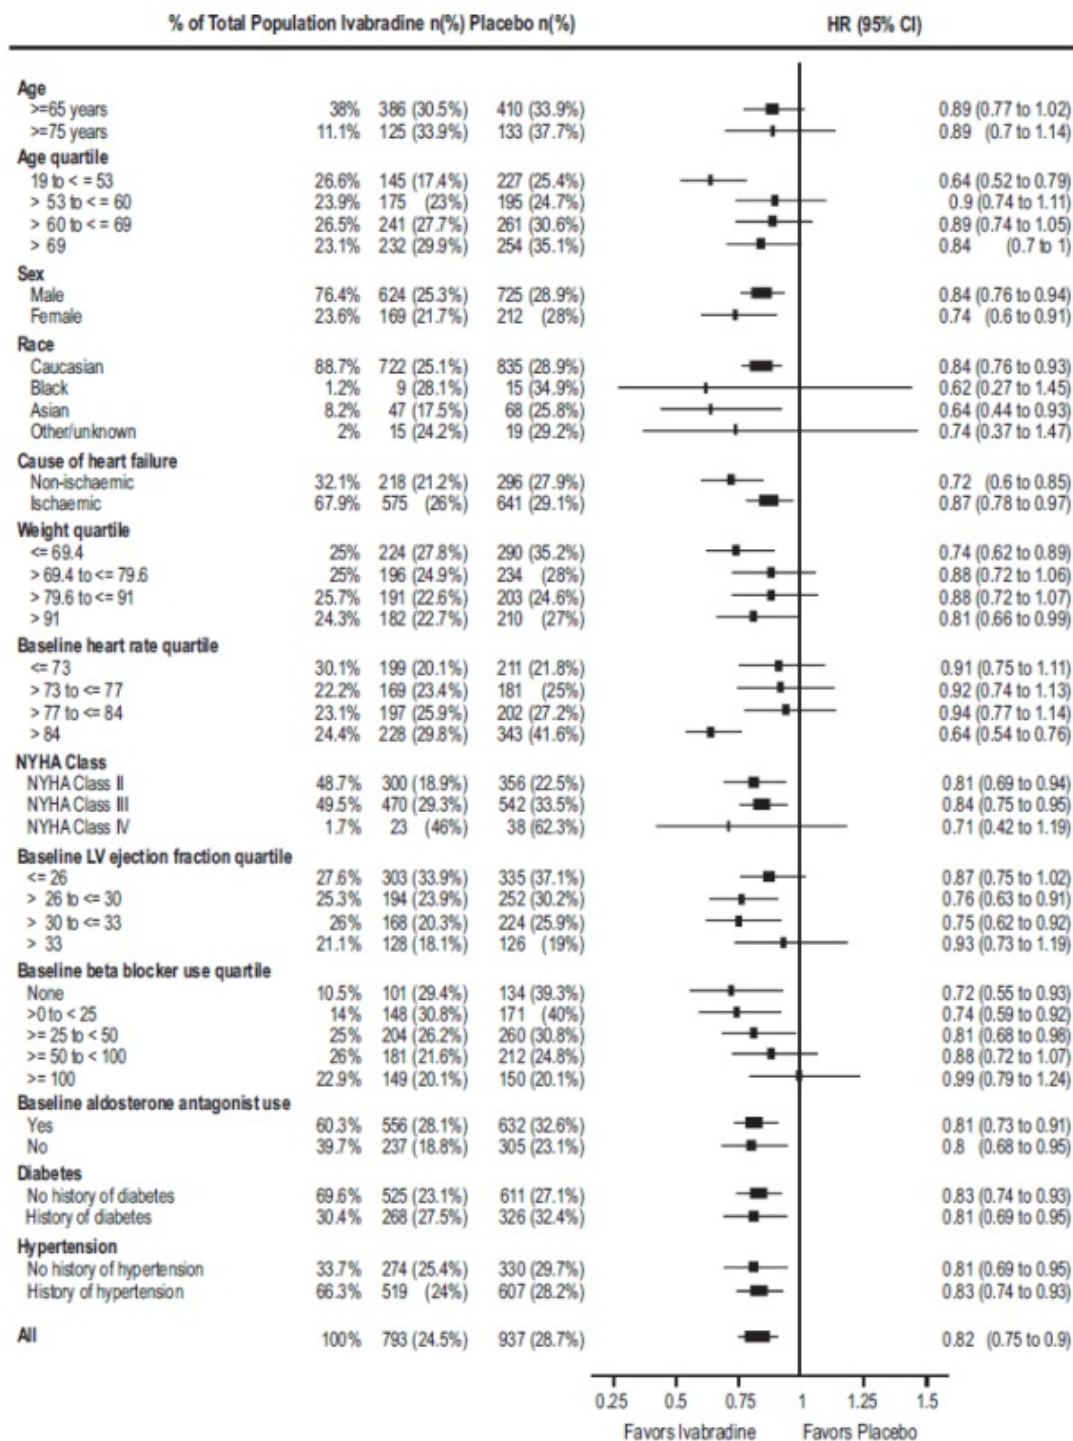 % of Total Population Ivabradine n(%) Placebo n(%) HR (95% CI)
Age
>=65 years 38% 386 (30.5%) 410 (33.9%) 0.89 (0.77 to 1.02)
>=75 years 11.1% 125 (33.9%) 133 (37.7%) 0.89 (0.7 to 1.14)
Age quartile
19 to < = 53 26.6% 145 (17.4%) 227 (25.4%) 0.64 (0.52 to 0.79)
> 53 to < = 60 23.9% 175 (23%) 195 (24.7%) 0.9 (0.74 to 1.11)
> 60 to < = 69 26.5% 241 (27.7%) 261 (30.6%) 0.89 (0.74 to 1.05)
> 69 23.1% 232 (29.9%) 254 (35.1%) 0.84 (0.7 to 1)
Sex
Male 76.4% 624 (25.3%) 725 (28.9%) 0.84 (0.76 to 0.94)
Female 23.6% 169 (21.7%) 212 (28%) 0.74 (0.6 to 0.91)
Race
Caucasian 88.7% 722 (25.1%) 835 (28.9%) 0.84 (0.76 to 0.93)
Black 1.2% 9 (28.1%) 15 (34.9%) 0.62 (0.27 to 1.45)
Asian 8.2% 47 (17.5%) 68 (25.8%) 0.64 (0.44 to 0.93)
Other/unknown 2% 15 (24.2%) 19 (29.2%) 0.74 (0.37 to 1.47)
Cause of heart failure
Non-ischaemic 32.1% 218 (21.2%) 296 (27.9%) 0.72 (0.6 to 0.85)
Ischaemic 67.9% 575 (26%) 641 (29.1%) 0.87 (0.78 to 0.97)
Weight quartile
<= 69.4 25% 224 (27.8%) 290 (35.2%) 0.74 (0.62 to 0.89)
> 69.4 to <= 79.6 25% 196 (24.9%) 234 (28%) 0.88 (0.72 to 1.06)
> 79.6 to <= 91 25.7% 191 (22.6%) 203 (24.6%) 0.88 (0.72 to 1.07)
> 91 24.3% 182 (22.7%) 210 (27%) 0.81 (0.66 to 0.99)
Baseline heart rate quartile
<= 73 30.1% 199 (20.1%) 211 (21.8%) 0.91 (0.75 to 1.11)
> 73 to <= 77 22.2% 169 (23.4%) 181 (25%) 0.92 (0.74 to 1.13)
> 77 to <= 84 23.1% 197 (25.9%) 202 (27.2%) 0.94 (0.77 to 1.14)
> 84 24.4% 228 (29.8%) 343 (41.6%) 0.64 (0.54 to 0.76)
NYHA Class
NYHA Class II 48.7% 300 (18.9%) 356 (22.5%) 0.81 (0.69 to 0.94)
NYHA Class III 49.5% 470 (29.3%) 542 (33.5%) 0.84 (0.75 to 0.95)
NYHA Class IV 1.7% 23 (46%) 38 (62.3%) 0.71 (0.42 to 1.19)
Baseline LV ejection fraction quartile
<= 26 27.6% 303 (33.9%) 335 (37.1%) 0.87 (0.75 to 1.02)
> 26 to <= 30 25.3% 194 (23.9%) 252 (30.2%) 0.76 (0.63 to 0.91)
> 30 to <= 33 26% 168 (20.3%) 224 (25.9%) 0.75 (0.62 to 0.92)
> 33 21.1% 128 (18.1%) 126 (19%) 0.93 (0.73 to 1.19)
Baseline beta blocker use quartile
None 10.5% 101 (29.4%) 134 (39.3%) 0.72 (0.55 to 0.93)
>0 to < 25 14% 148 (30.8%) 171 (40%) 0.74 (0.59 to 0.92)
>= 25 to < 50 25% 204 (26.2%) 260 (30.8%) 0.81 (0.68 to 0.98)
>= 50 to < 100 26% 181 (21.6%) 212 (24.8%) 0.88 (0.72 to 1.07)
>= 100 22.9% 149 (20.1%) 150 (20.1%) 0.99 (0.79 to 1.24)
Baseline aldosterone antagonist use
Yes 60.3% 556 (28.1%) 632 (32.6%) 0.81 (0.73 to 0.91)
No 39.7% 237 (18.8%) 305 (23.1%) 0.8 (0.68 to 0.95)
Diabetes
No history of diabetes 69.6% 525 (23.1%) 611 (27.1%) 0.83 (0.74 to 0.93)
History of diabetes 30.4% 268 (27.5%) 326 (32.4%) 0.81 (0.69 to 0.95)
Hypertension
No history of hypertension 33.7% 274 (25.4%) 330 (29.7%) 0.81 (0.69 to 0.95)
History of hypertension 66.3% 519 (24%) 607 (28.2%) 0.83 (0.74 to 0.93)
All 100% 793 (24.5%) 937 (28.7%) 0.82 (0.75 to 0.9)
0.25 0.5 0.75 1 1.25 1.5
Favors Ivabradine Favors Placebo